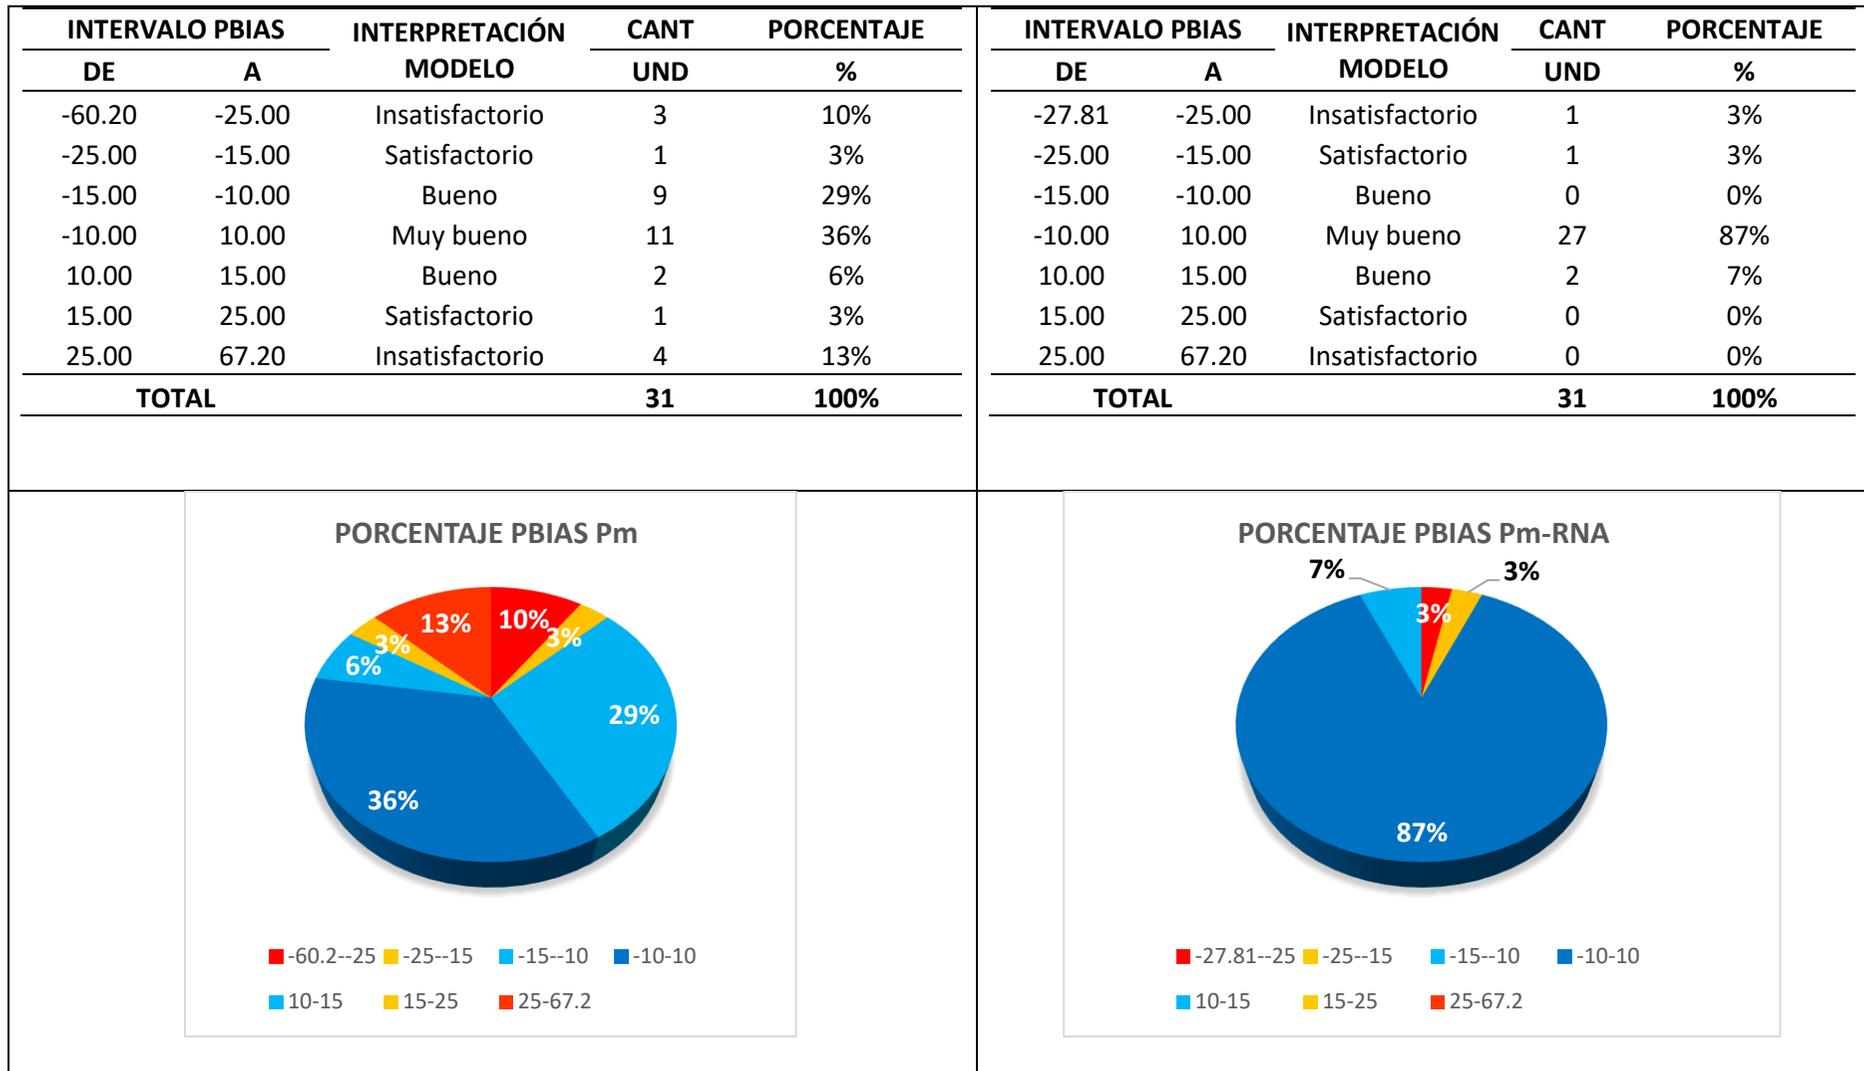 INTERVALO PBIAS INTERPRETACIÓN MODELO CANT PORCENTAJE
DE A UND %
-60.20 -25.00 Insatisfactorio 3 10%
-25.00 -15.00 Satisfactorio 1 3%
-15.00 -10.00 Bueno 9 29%
-10.00 10.00 Muy bueno 11 36%
10.00 15.00 Bueno 2 6%
15.00 25.00 Satisfactorio 1 3%
25.00 67.20 Insatisfactorio 4 13%
TOTAL 31 100%
INTERVALO PBIAS INTERPRETACIÓN MODELO CANT PORCENTAJE
DE A UND %
-27.81 -25.00 Insatisfactorio 1 3%
-25.00 -15.00 Satisfactorio 1 3%
-15.00 -10.00 Bueno 0 0%
-10.00 10.00 Muy bueno 27 87%
10.00 15.00 Bueno 2 7%
15.00 25.00 Satisfactorio 0 0%
25.00 67.20 Insatisfactorio 0 0%
TOTAL 31 100%
PORCENTAJE PBIAS Pm
13% 10%
3% 3%
6%
29%
36%
-60.2--25 -25--15 -15--10 -10-10
10-15 15-25 25-67.2
PORCENTAJE PBIAS Pm-RNA
7% 3%
3%
87%
-27.81--25 -25--15 -15--10 -10-10
10-15 15-25 25-67.2